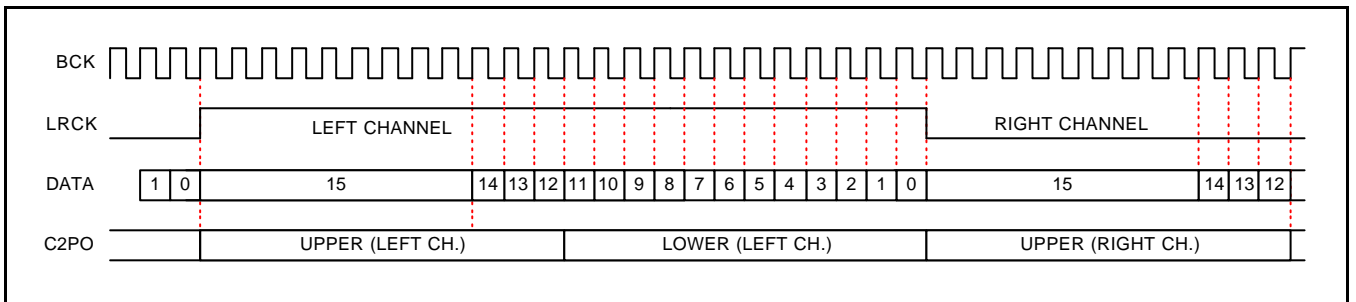 BCK
LRCK LEFT CHANNEL RIGHT CHANNEL
DATA 1 0 15 14 13 12 11 10 9 8 7 6 5 4 3 2 1 0 15 14 13 12
C2PO UPPER (LEFT CH.) LOWER (LEFT CH.) UPPER (RIGHT CH.)